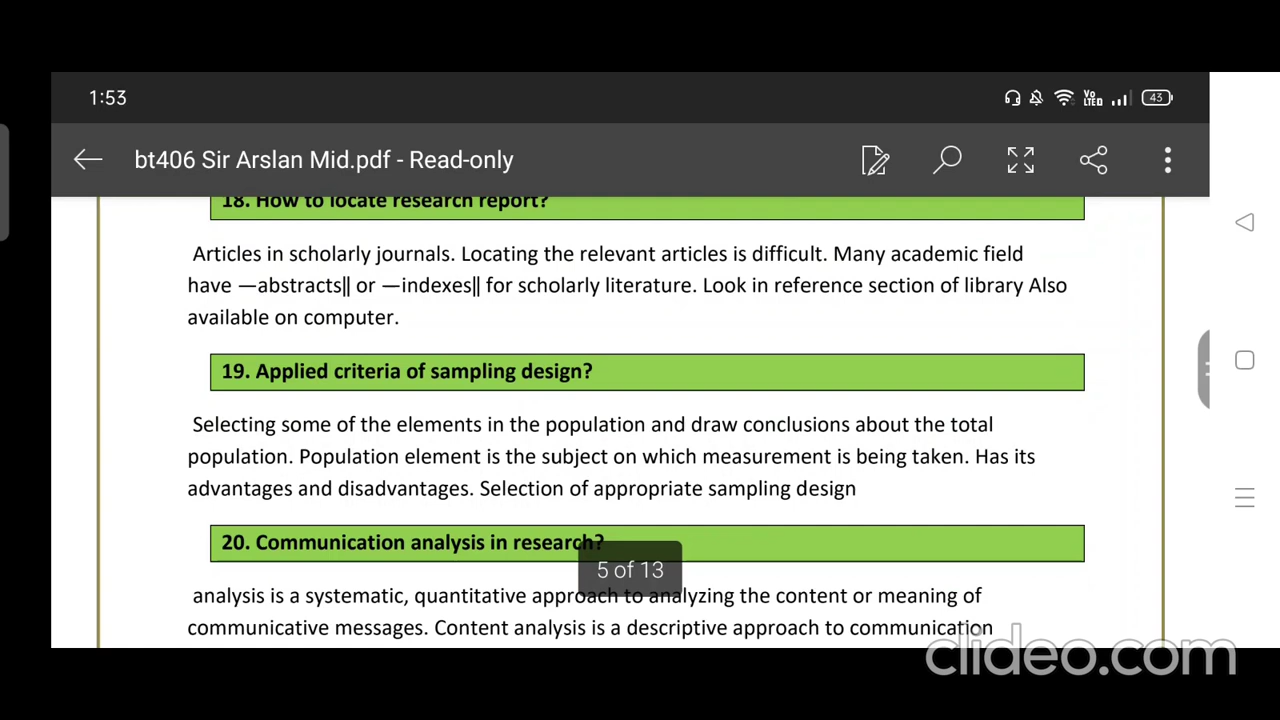 1:53
Vo LTED
43
bt406 Sir Arslan Mid.pdf - Read-only
18. How to locate research report?
Articles in scholarly journals. Locating the relevant articles is difficult. Many academic field
have —abstracts‖ or —indexes‖ for scholarly literature. Look in reference section of library Also
available on computer.
19. Applied criteria of sampling design?
Selecting some of the elements in the population and draw conclusions about the total
population. Population element is the subject on which measurement is being taken. Has its
advantages and disadvantages. Selection of appropriate sampling design
20. Communication analysis in research?
5 of 13
analysis is a systematic, quantitative approach to analyzing the content or meaning of
communicative messages. Content analysis is a descriptive approach to communication
clideo.com